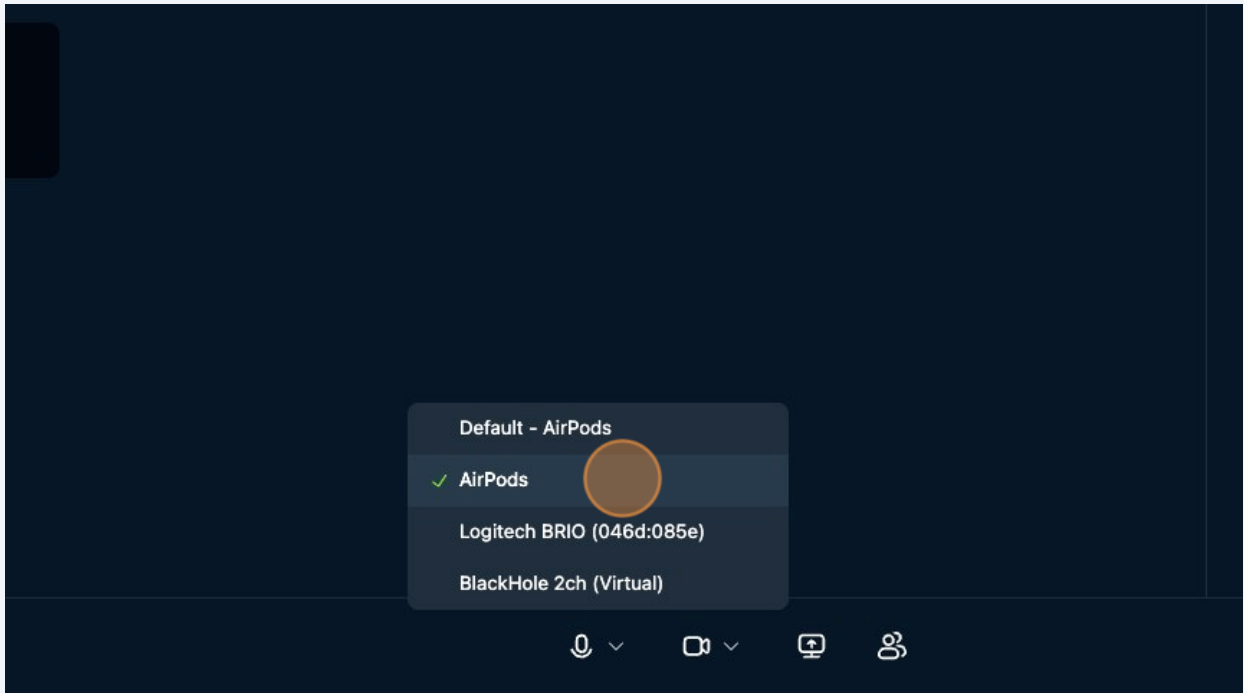 Default - AirPods
AirPods
Logitech BRIO (046d:085e)
BlackHole 2ch (Virtual)